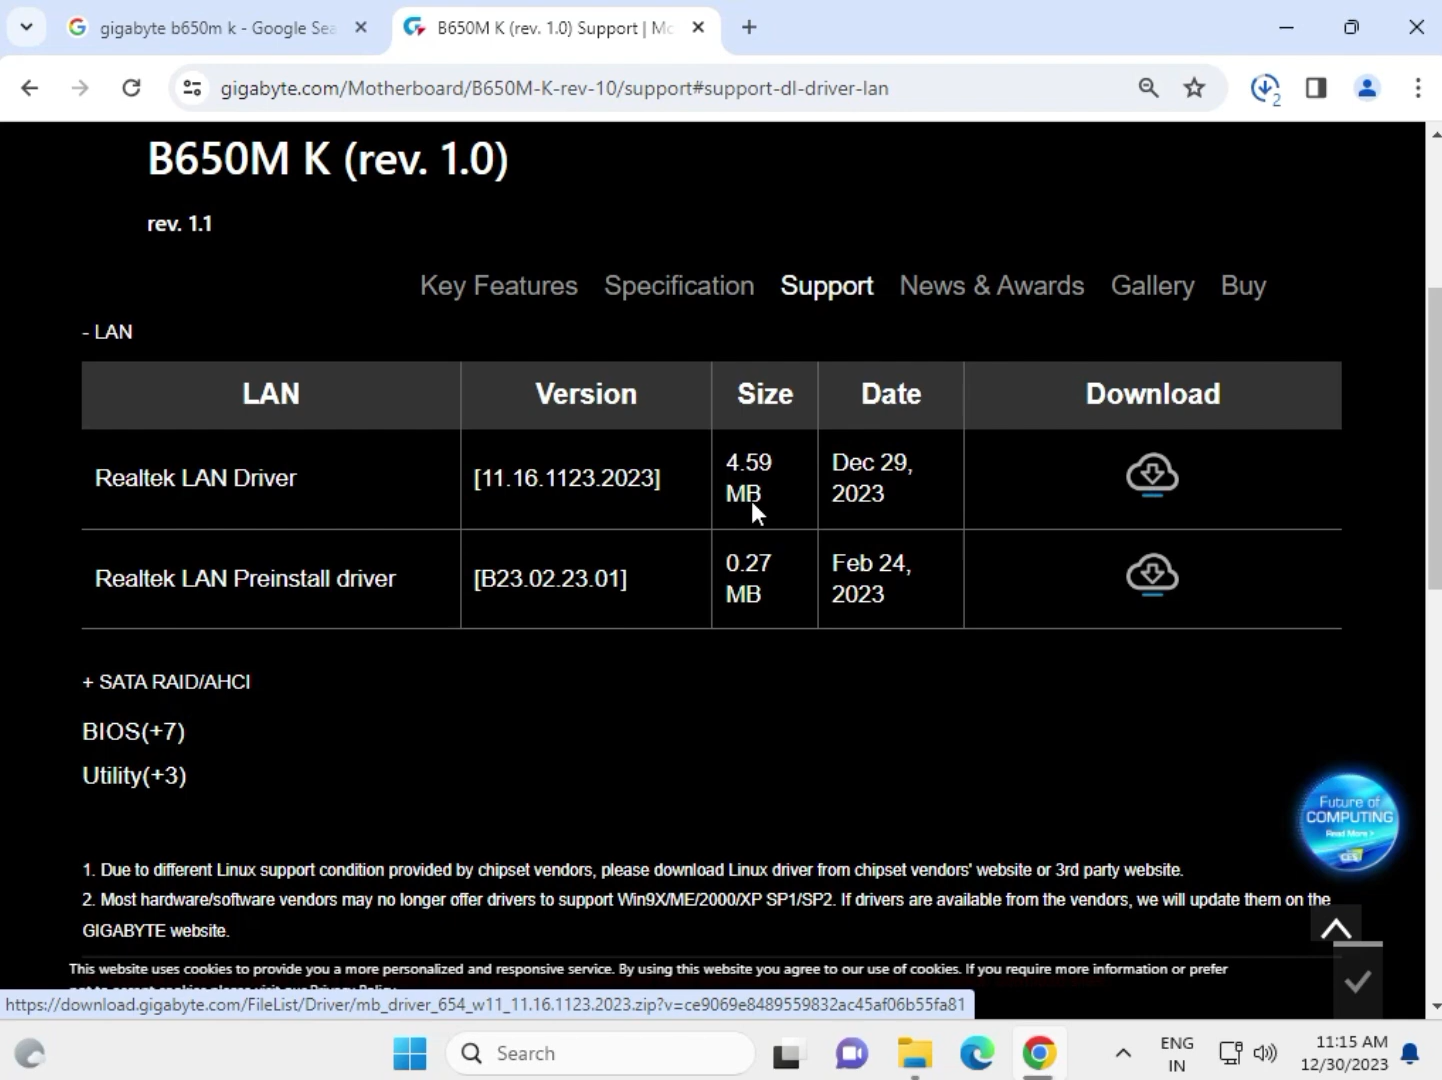 gigabyte b650m k - Google Sea
B650M K (rev. 1.0) Support | Mo
gigabyte.com/Motherboard/B650M-K-rev-10/support#support-dl-driver-lan
2
B650M K (rev. 1.0)
rev. 1.1
Key Features Specification Support News & Awards Gallery Buy
- LAN
LAN Version Size Date Download
Realtek LAN Driver [11.16.1123.2023] 4.59 MB Dec 29, 2023
Realtek LAN Preinstall driver [B23.02.23.01] 0.27 MB Feb 24, 2023
+ SATA RAID/AHCI
BIOS(+7)
Utility(+3)
Future of
COMPUTING
Read More >
CES
1. Due to different Linux support condition provided by chipset vendors, please download Linux driver from chipset vendors' website or 3rd party website.
2. Most hardware/software vendors may no longer offer drivers to support Win9X/ME/2000/XP SP1/SP2. If drivers are available from the vendors, we will update them on the
GIGABYTE website.
This website uses cookies to provide you a more personalized and responsive service. By using this website you agree to our use of cookies. If you require more information or prefer
https://download.gigabyte.com/FileList/Driver/mb_driver_654_w11_11.16.1123.2023.zip?v=ce9069e8489559832ac45af06b55fa81
Search
ENG
IN
11:15 AM
12/30/2023